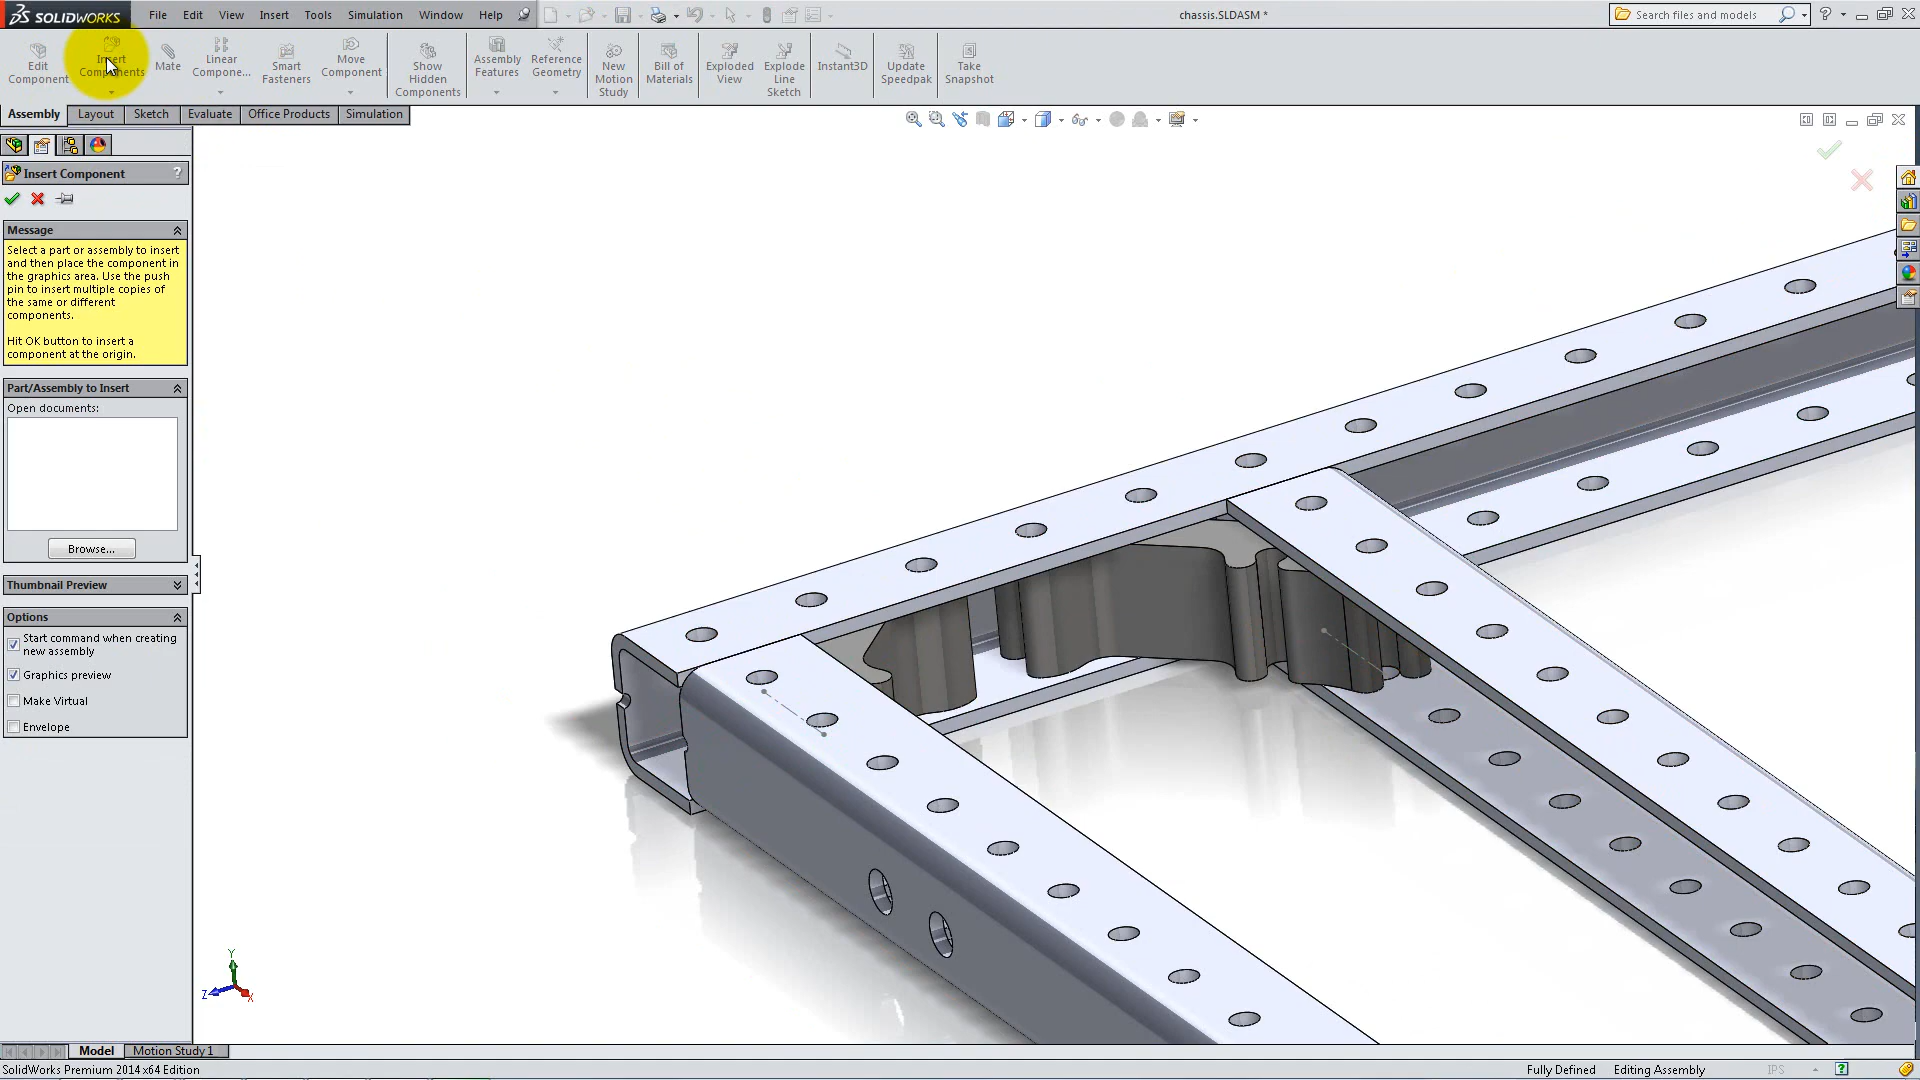 SOLIDWORKS
File Edit View Insert Tools Simulation Window Help
chassis.SLDASM *
Search files and models
Edit Component
Insert Components
Mate
Linear Compone...
Smart Fasteners
Move Component
Show Hidden Components
Assembly Features
Reference Geometry
New Motion Study
Bill of Materials
Exploded View
Explode Line Sketch
Instant3D
Update Speedpak
Take Snapshot
Assembly Layout Sketch Evaluate Office Products Simulation
Insert Component ?
Message
Select a part or assembly to insert
and then place the component in
the graphics area. Use the push
pin to insert multiple copies of
the same or different
components.
Hit OK button to insert a
component at the origin.
Part/Assembly to Insert
Open documents:
Browse...
Thumbnail Preview
Options
Start command when creating
new assembly
Graphics preview
Make Virtual
Envelope
Y
Z
X
Model Motion Study 1
SolidWorks Premium 2014 x64 Edition
Fully Defined Editing Assembly IPS